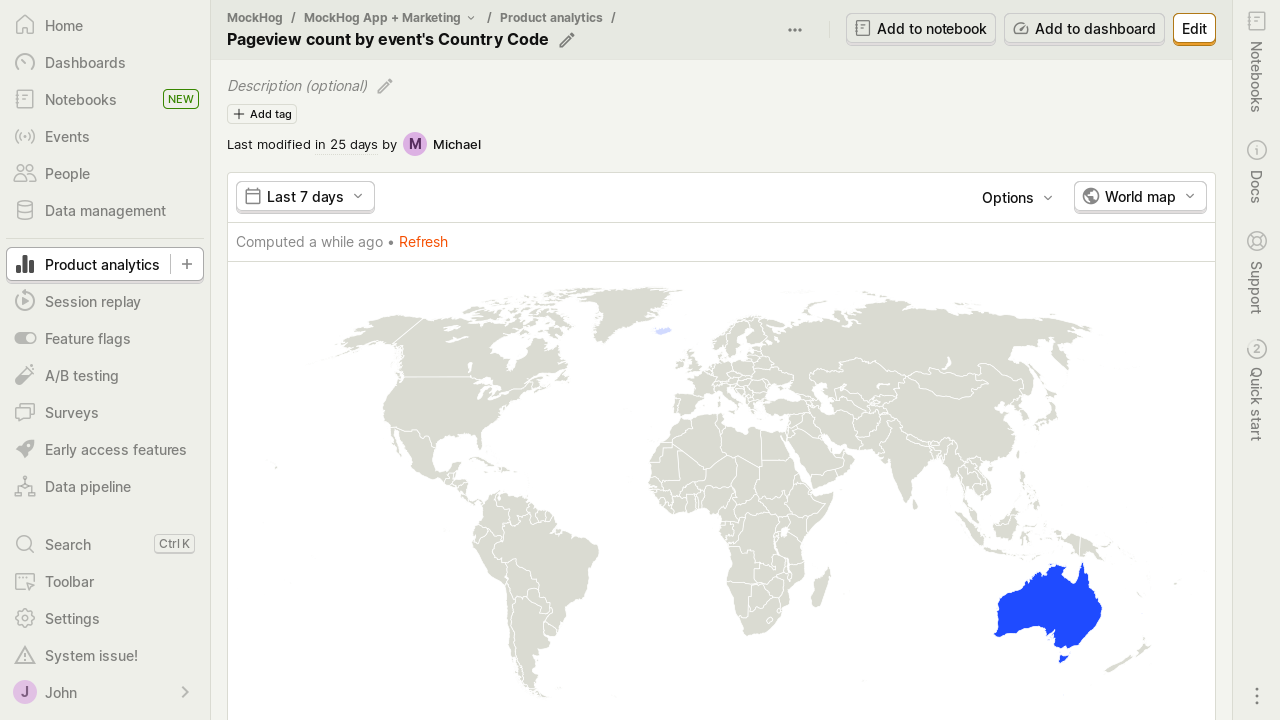 Home
Dashboards
Notebooks NEW
Events
People
Data management
Product analytics
Session replay
Feature flags
A/B testing
Surveys
Early access features
Data pipeline
Search Ctrl K
Toolbar
Settings
System issue!
J John
MockHog / MockHog App + Marketing / Product analytics /
Pageview count by event's Country Code
Add to notebook
Add to dashboard
Edit
Description (optional)
Add tag
Last modified in 25 days by M Michael
Last 7 days
Options
World map
Computed a while ago • Refresh
Notebooks
Docs
Support
2
Quick start